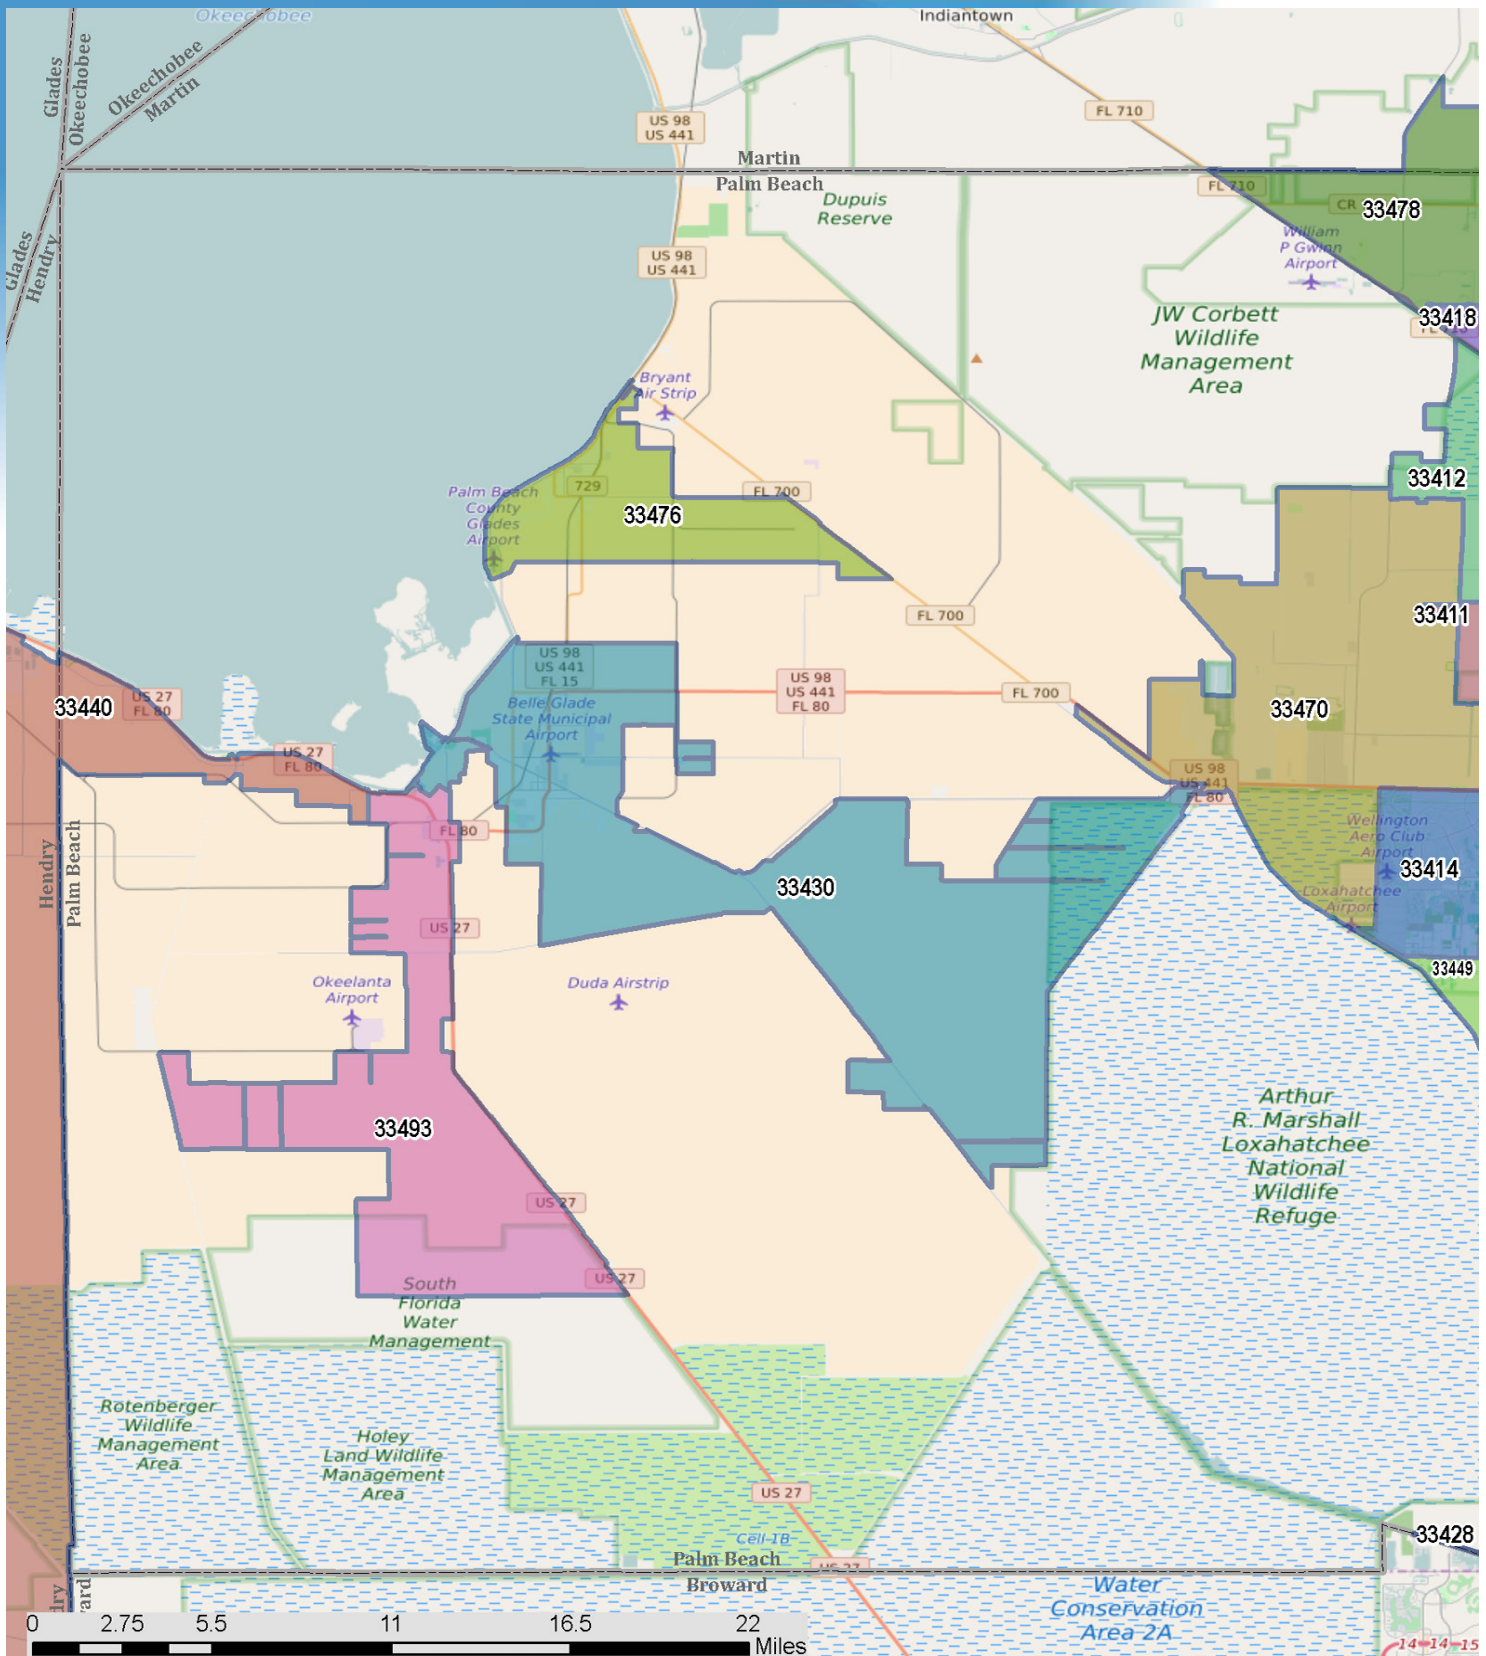 Okeechobee
Indiantown
Glades
Okeechobee
Okeechobee
Martin
US 98
US 441
FL 710
Martin
Palm Beach
FL 710
CR
33478
Dupuis
Reserve
William
P Gwinn
Airport
Glades
Hendry
US 98
US 441
JW Corbett
Wildlife
Management
Area
33418
Bryant
Air Strip
33412
Palm Beach
County
Glades
Airport
729
FL 700
33476
FL 700
33411
US 98
US 441
FL 15
US 98
US 441
FL 80
FL 700
33440
US 27
FL 80
Belle Glade
State Municipal
Airport
33470
US 27
FL 80
US 98
US 441
FL 80
FL 80
Wellington
Aero Club
Airport
33414
Hendry
Palm Beach
33430
Loxahatchee
Airport
US 27
33449
Okeelanta
Airport
Duda Airstrip
33493
Arthur
R. Marshall
Loxahatchee
National
Wildlife
Refuge
US 27
US 27
South
Florida
Water
Management
Rotenberger
Wildlife
Management
Area
Holey
Land Wildlife
Management
Area
US 27
Cell 1B
33428
Palm Beach
Broward
US 27
Water
Conservation
Area 2A
0 2.75 5.5 11 16.5 22
Miles
14 14 15